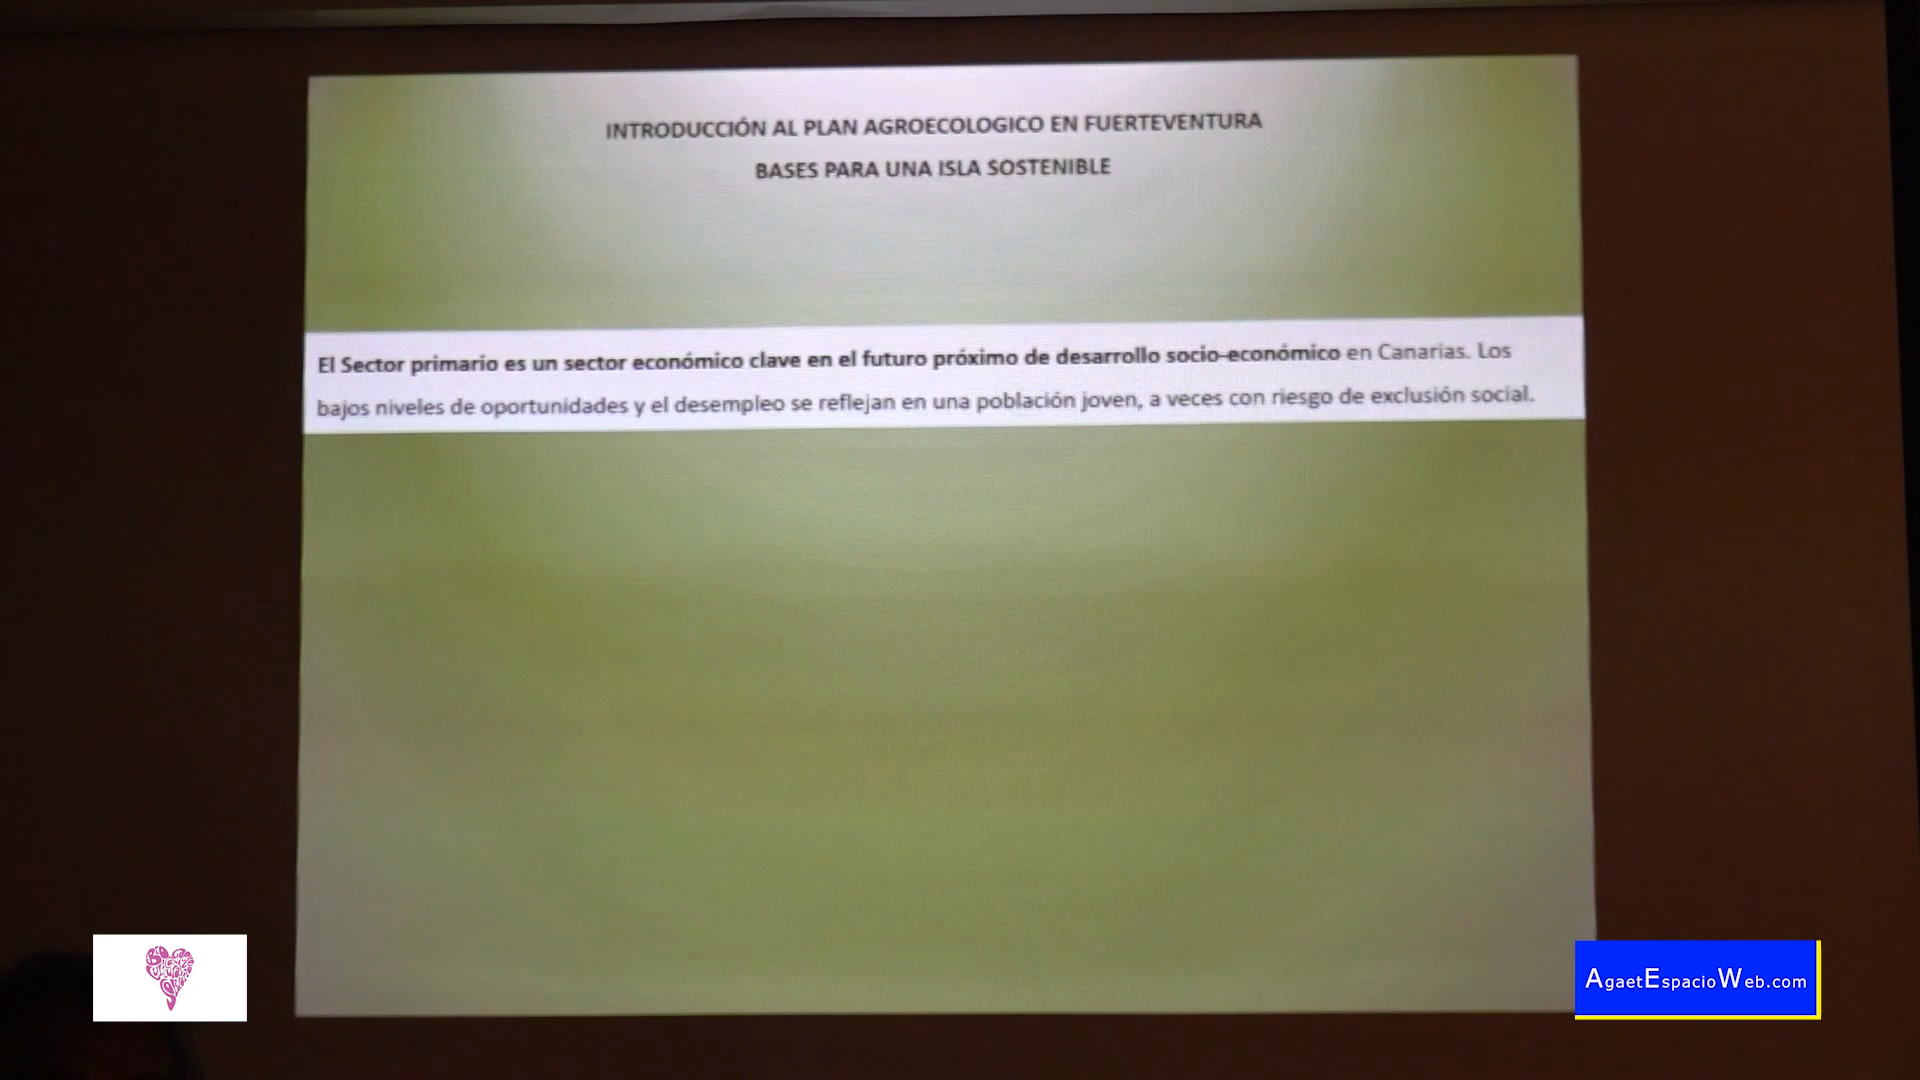 INTRODUCCIÓN AL PLAN AGROECOLOGICO EN FUERTEVENTURA
BASES PARA UNA ISLA SOSTENIBLE
El Sector primario es un sector económico clave en el futuro próximo de desarrollo socio-económico en Canarias. Los
bajos niveles de oportunidades y el desempleo se reflejan en una población joven, a veces con riesgo de exclusión social.
AgaetEspacioWeb.com